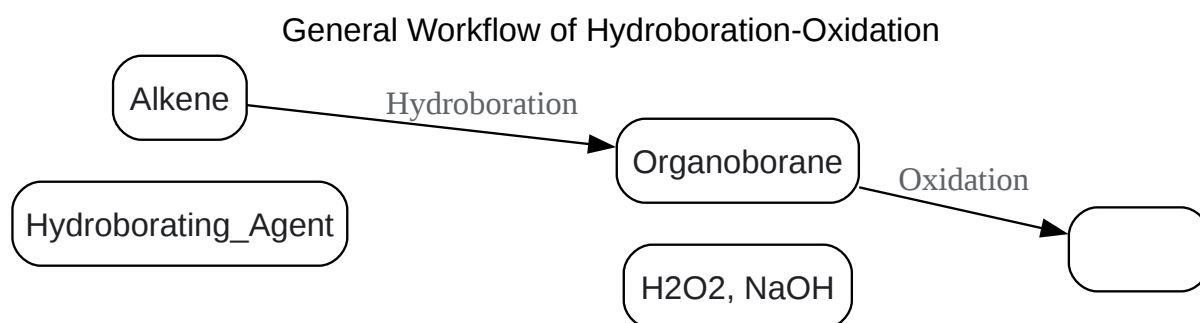 General Workflow of Hydroboration-Oxidation
Alkene
Hydroboration
Organoborane
Oxidation
Hydroborating_Agent
H2O2, NaOH